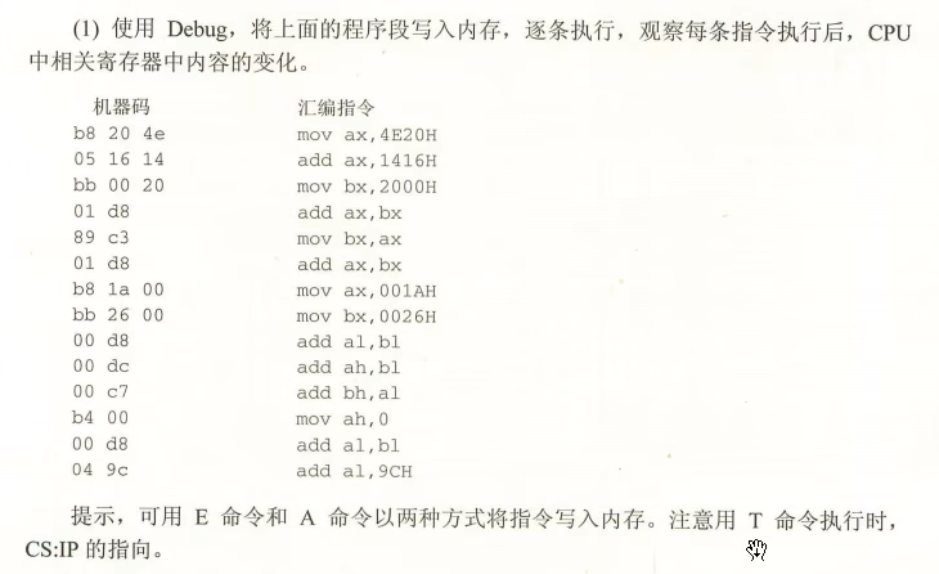 (1) 使用 Debug，将上面的程序段写入内存，逐条执行，观察每条指令执行后，CPU
中相关寄存器中内容的变化。
机器码 汇编指令
b8 20 4e mov ax,4E20H
05 16 14 add ax,1416H
bb 00 20 mov bx,2000H
01 d8 add ax,bx
89 c3 mov bx,ax
01 d8 add ax,bx
b8 1a 00 mov ax,001AH
bb 26 00 mov bx,0026H
00 d8 add al,bl
00 dc add ah,bl
00 c7 add bh,al
b4 00 mov ah,0
00 d8 add al,bl
04 9c add al,9CH
提示，可用 E 命令和 A 命令以两种方式将指令写入内存。注意用 T 命令执行时，
CS:IP 的指向。